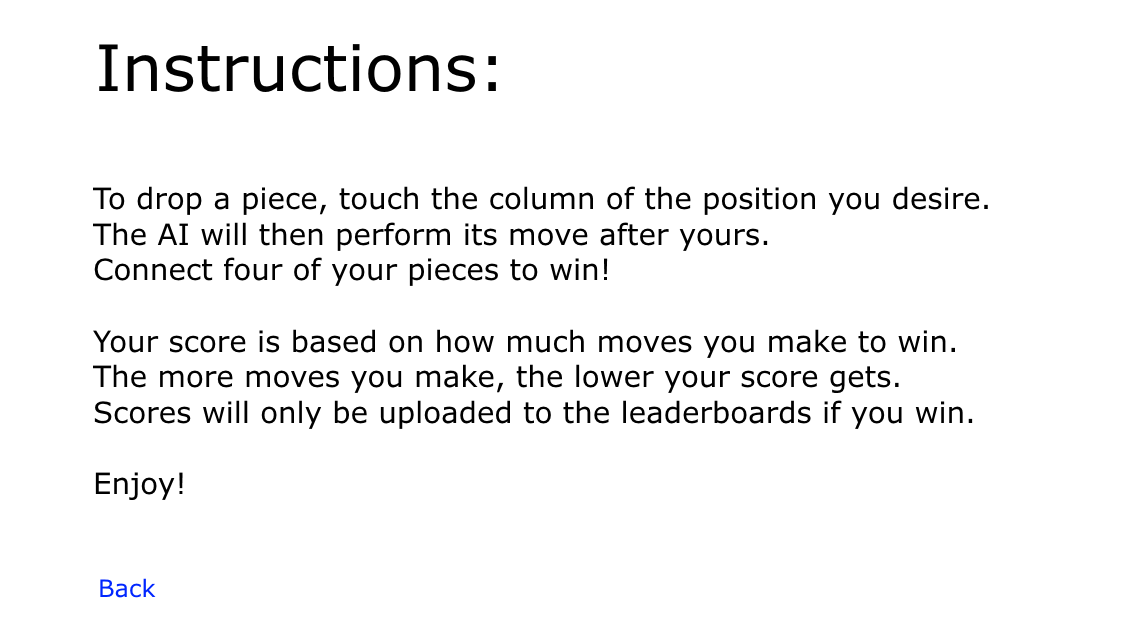 Instructions:
To drop a piece, touch the column of the position you desire.
The AI will then perform its move after yours.
Connect four of your pieces to win!
Your score is based on how much moves you make to win.
The more moves you make, the lower your score gets.
Scores will only be uploaded to the leaderboards if you win.
Enjoy!
Back